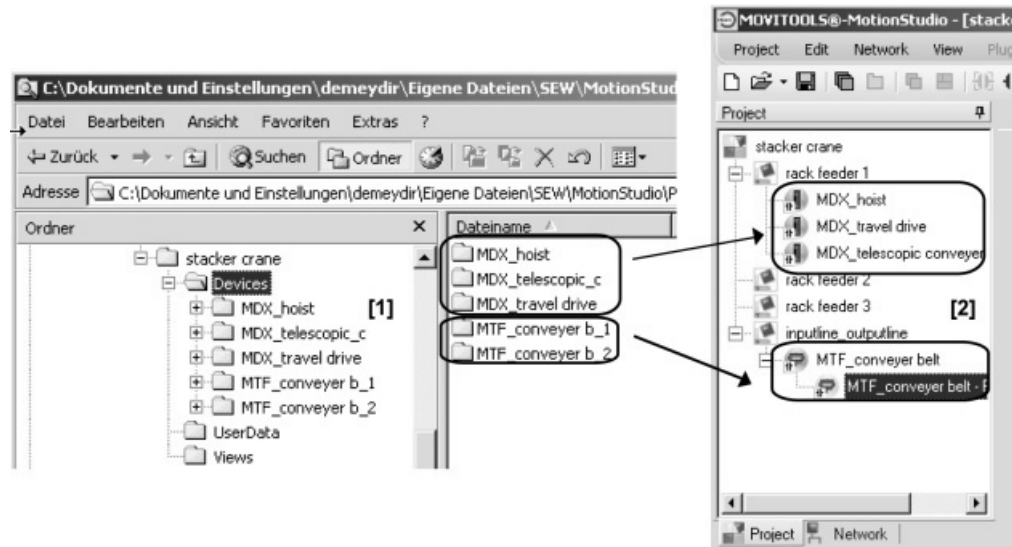 C:\Dokumente und Einstellungen\demeydir\Eigene Dateien\SEW\MotionStud
Datei Bearbeiten Ansicht Favoriten Extras ?
Zurück Suchen Ordner
Adresse C:\Dokumente und Einstellungen\demeydir\Eigene Dateien\SEW\MotionStudio\P
Ordner
stacker crane
Devices
MDX_hoist
MDX_telescopic_c
MDX_travel drive
MTF_conveyer b_1
MTF_conveyer b_2
UserData
Views
[1]
Dateiname
MDX_hoist
MDX_telescopic_c
MDX_travel drive
MTF_conveyer b_1
MTF_conveyer b_2
MOVITOOLS®-MotionStudio - [stacke
Project Edit Network View Plug
Project
stacker crane
rack feeder 1
MDX_hoist
MDX_travel drive
MDX_telescopic conveyer
rack feeder 2
rack feeder 3
[2]
inputline_outputline
MTF_conveyer belt
MTF_conveyer belt - P
Project Network